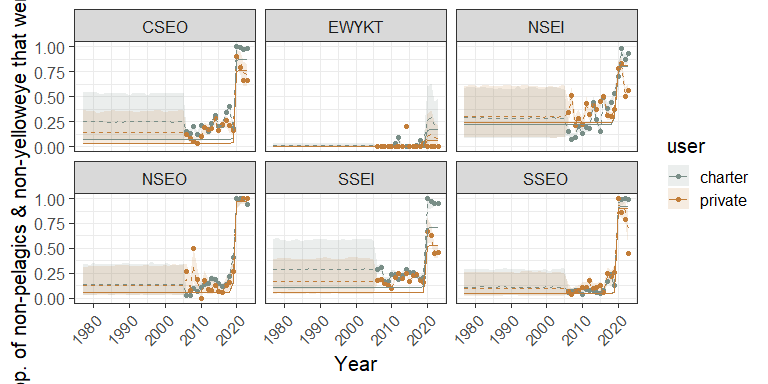 op. of non-pelagics & non-yelloweye that wer
CSEO EWYKT NSEI
1.00
0.75
0.50
0.25
0.00
NSEO SSEI SSEO
1.00
0.75
0.50
0.25
0.00
1980 1990 2000 2010 2020 1980 1990 2000 2010 2020 1980 1990 2000 2010 2020
Year
user
charter
private